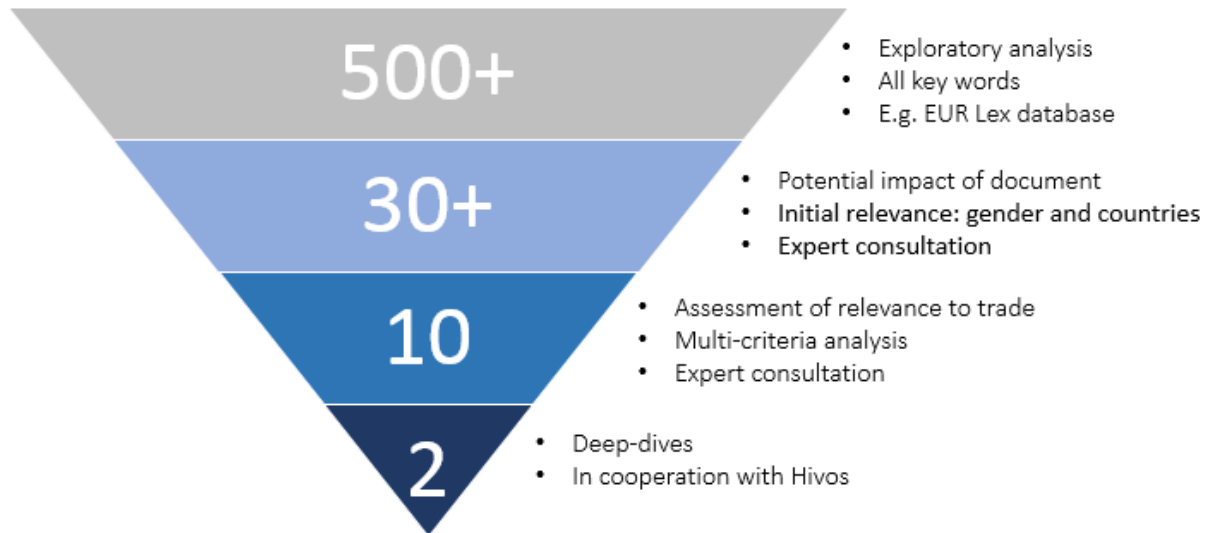 500+
• Exploratory analysis
• All key words
• E.g. EUR Lex database
30+
• Potential impact of document
• Initial relevance: gender and countries
• Expert consultation
10
• Assessment of relevance to trade
• Multi-criteria analysis
• Expert consultation
2
• Deep-dives
• In cooperation with Hivos